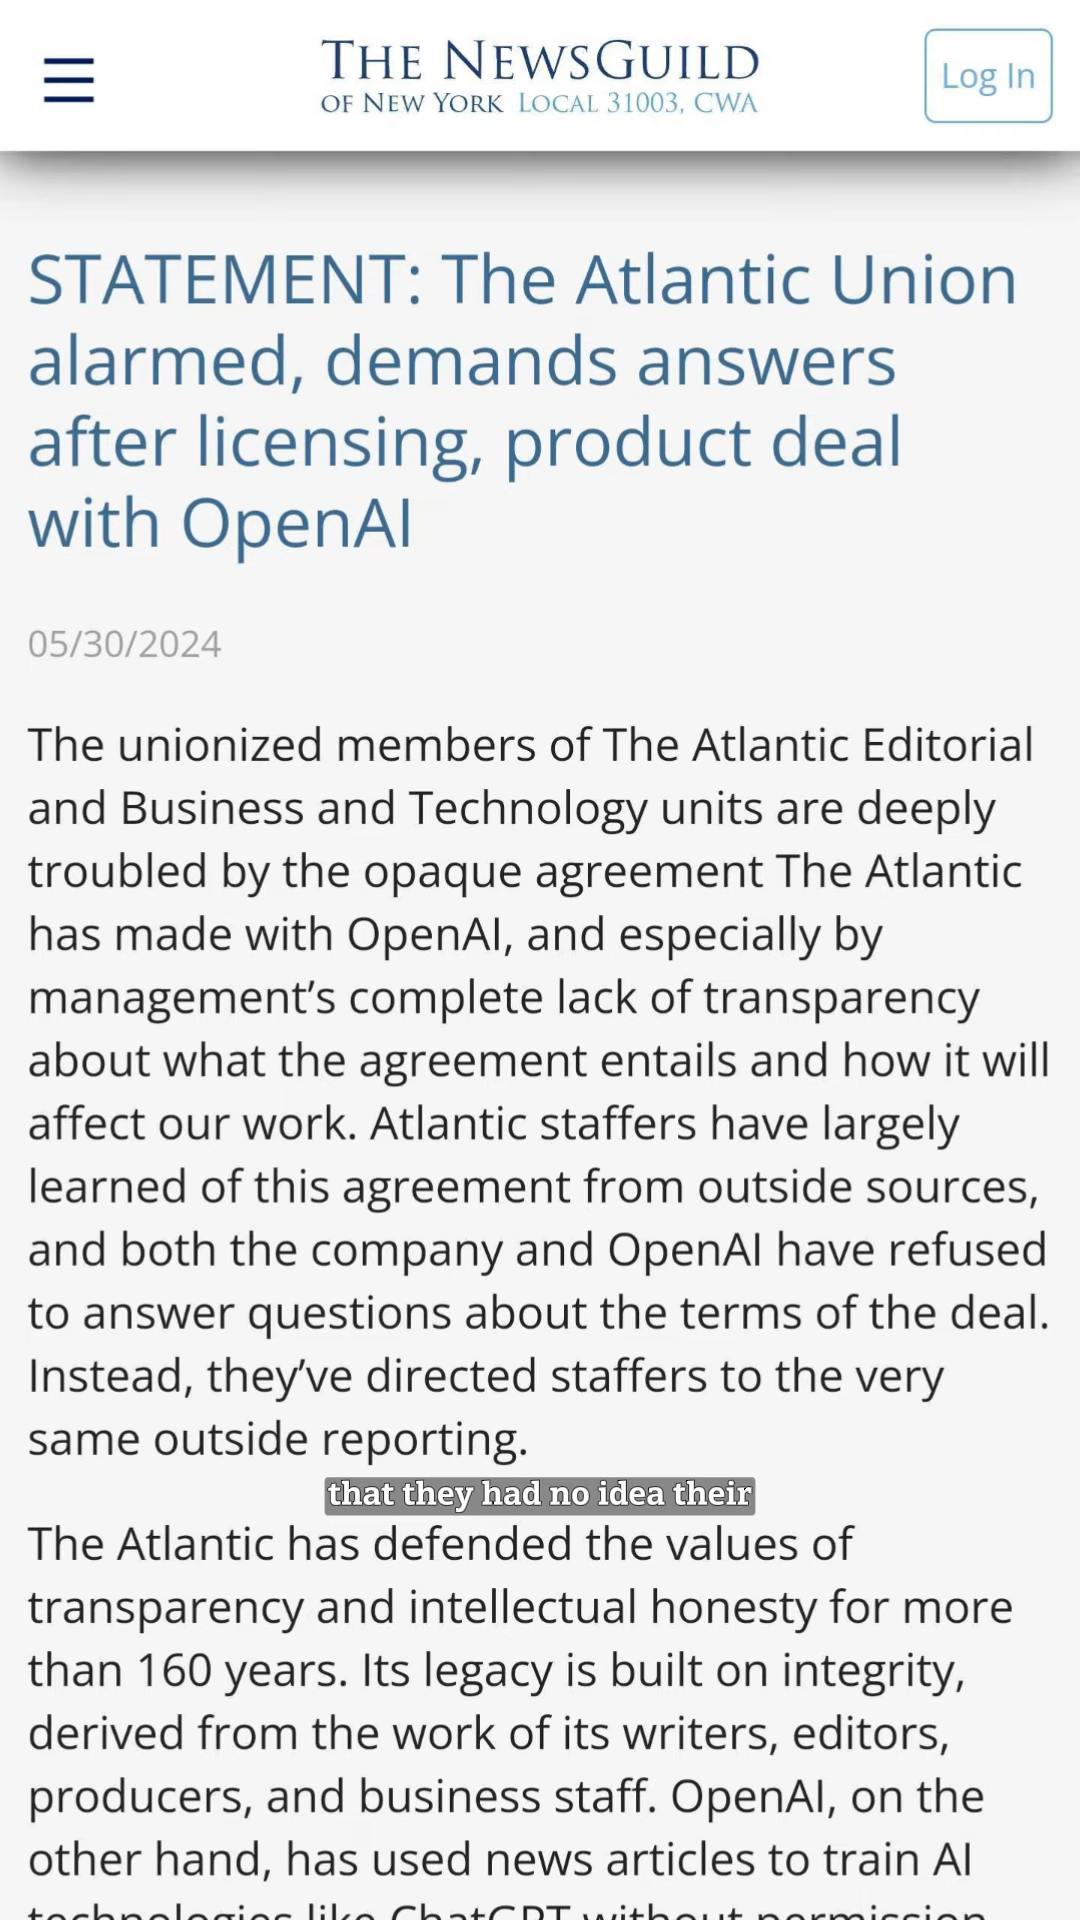 THE NEWSGUILD
OF NEW YORK LOCAL 31003, CWA
Log In
STATEMENT: The Atlantic Union
alarmed, demands answers
after licensing, product deal
with OpenAI
05/30/2024
The unionized members of The Atlantic Editorial
and Business and Technology units are deeply
troubled by the opaque agreement The Atlantic
has made with OpenAI, and especially by
management’s complete lack of transparency
about what the agreement entails and how it will
affect our work. Atlantic staffers have largely
learned of this agreement from outside sources,
and both the company and OpenAI have refused
to answer questions about the terms of the deal.
Instead, they’ve directed staffers to the very
same outside reporting.
that they had no idea their
The Atlantic has defended the values of
transparency and intellectual honesty for more
than 160 years. Its legacy is built on integrity,
derived from the work of its writers, editors,
producers, and business staff. OpenAI, on the
other hand, has used news articles to train AI
technologies like ChatGPT without permission